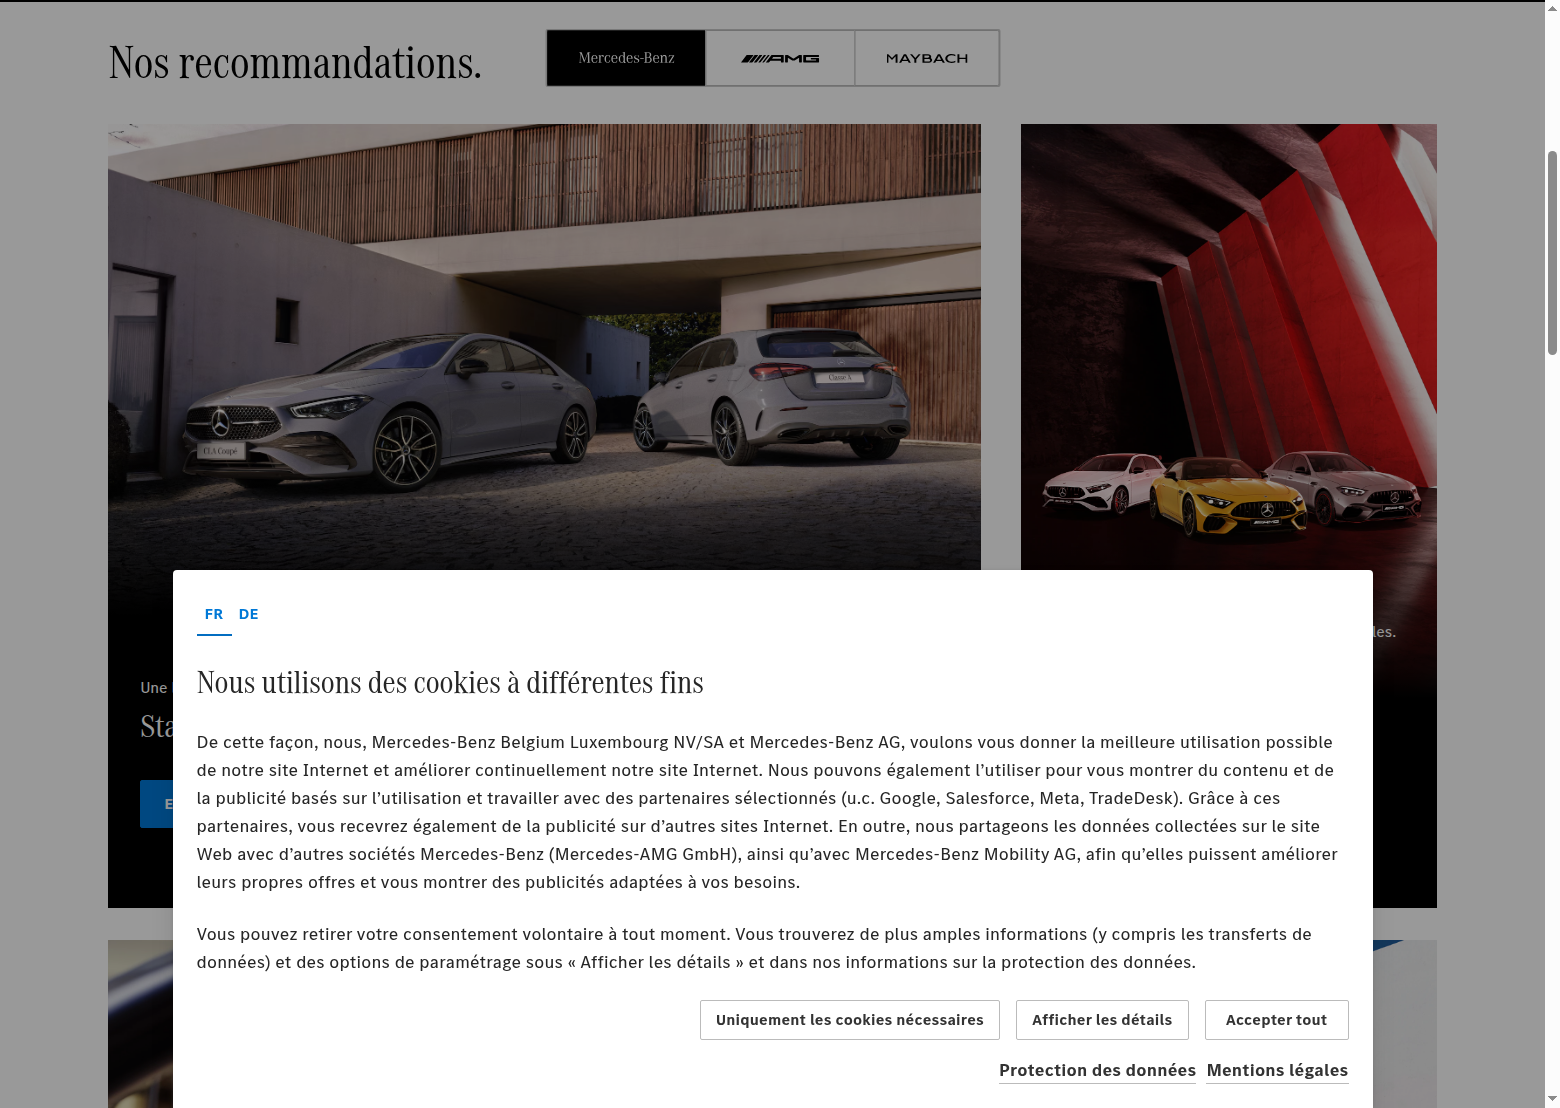 Nos recommandations.
Mercedes-Benz
AMG
MAYBACH
CLA Coupé
Classe A
les.
Une
Sta
E
FR DE
Nous utilisons des cookies à différentes fins
De cette façon, nous, Mercedes-Benz Belgium Luxembourg NV/SA et Mercedes-Benz AG, voulons vous donner la meilleure utilisation possible
de notre site Internet et améliorer continuellement notre site Internet. Nous pouvons également l’utiliser pour vous montrer du contenu et de
la publicité basés sur l’utilisation et travailler avec des partenaires sélectionnés (u.c. Google, Salesforce, Meta, TradeDesk). Grâce à ces
partenaires, vous recevrez également de la publicité sur d’autres sites Internet. En outre, nous partageons les données collectées sur le site
Web avec d’autres sociétés Mercedes-Benz (Mercedes-AMG GmbH), ainsi qu’avec Mercedes-Benz Mobility AG, afin qu’elles puissent améliorer
leurs propres offres et vous montrer des publicités adaptées à vos besoins.
Vous pouvez retirer votre consentement volontaire à tout moment. Vous trouverez de plus amples informations (y compris les transferts de
données) et des options de paramétrage sous « Afficher les détails » et dans nos informations sur la protection des données.
Uniquement les cookies nécessaires
Afficher les détails
Accepter tout
Protection des données Mentions légales